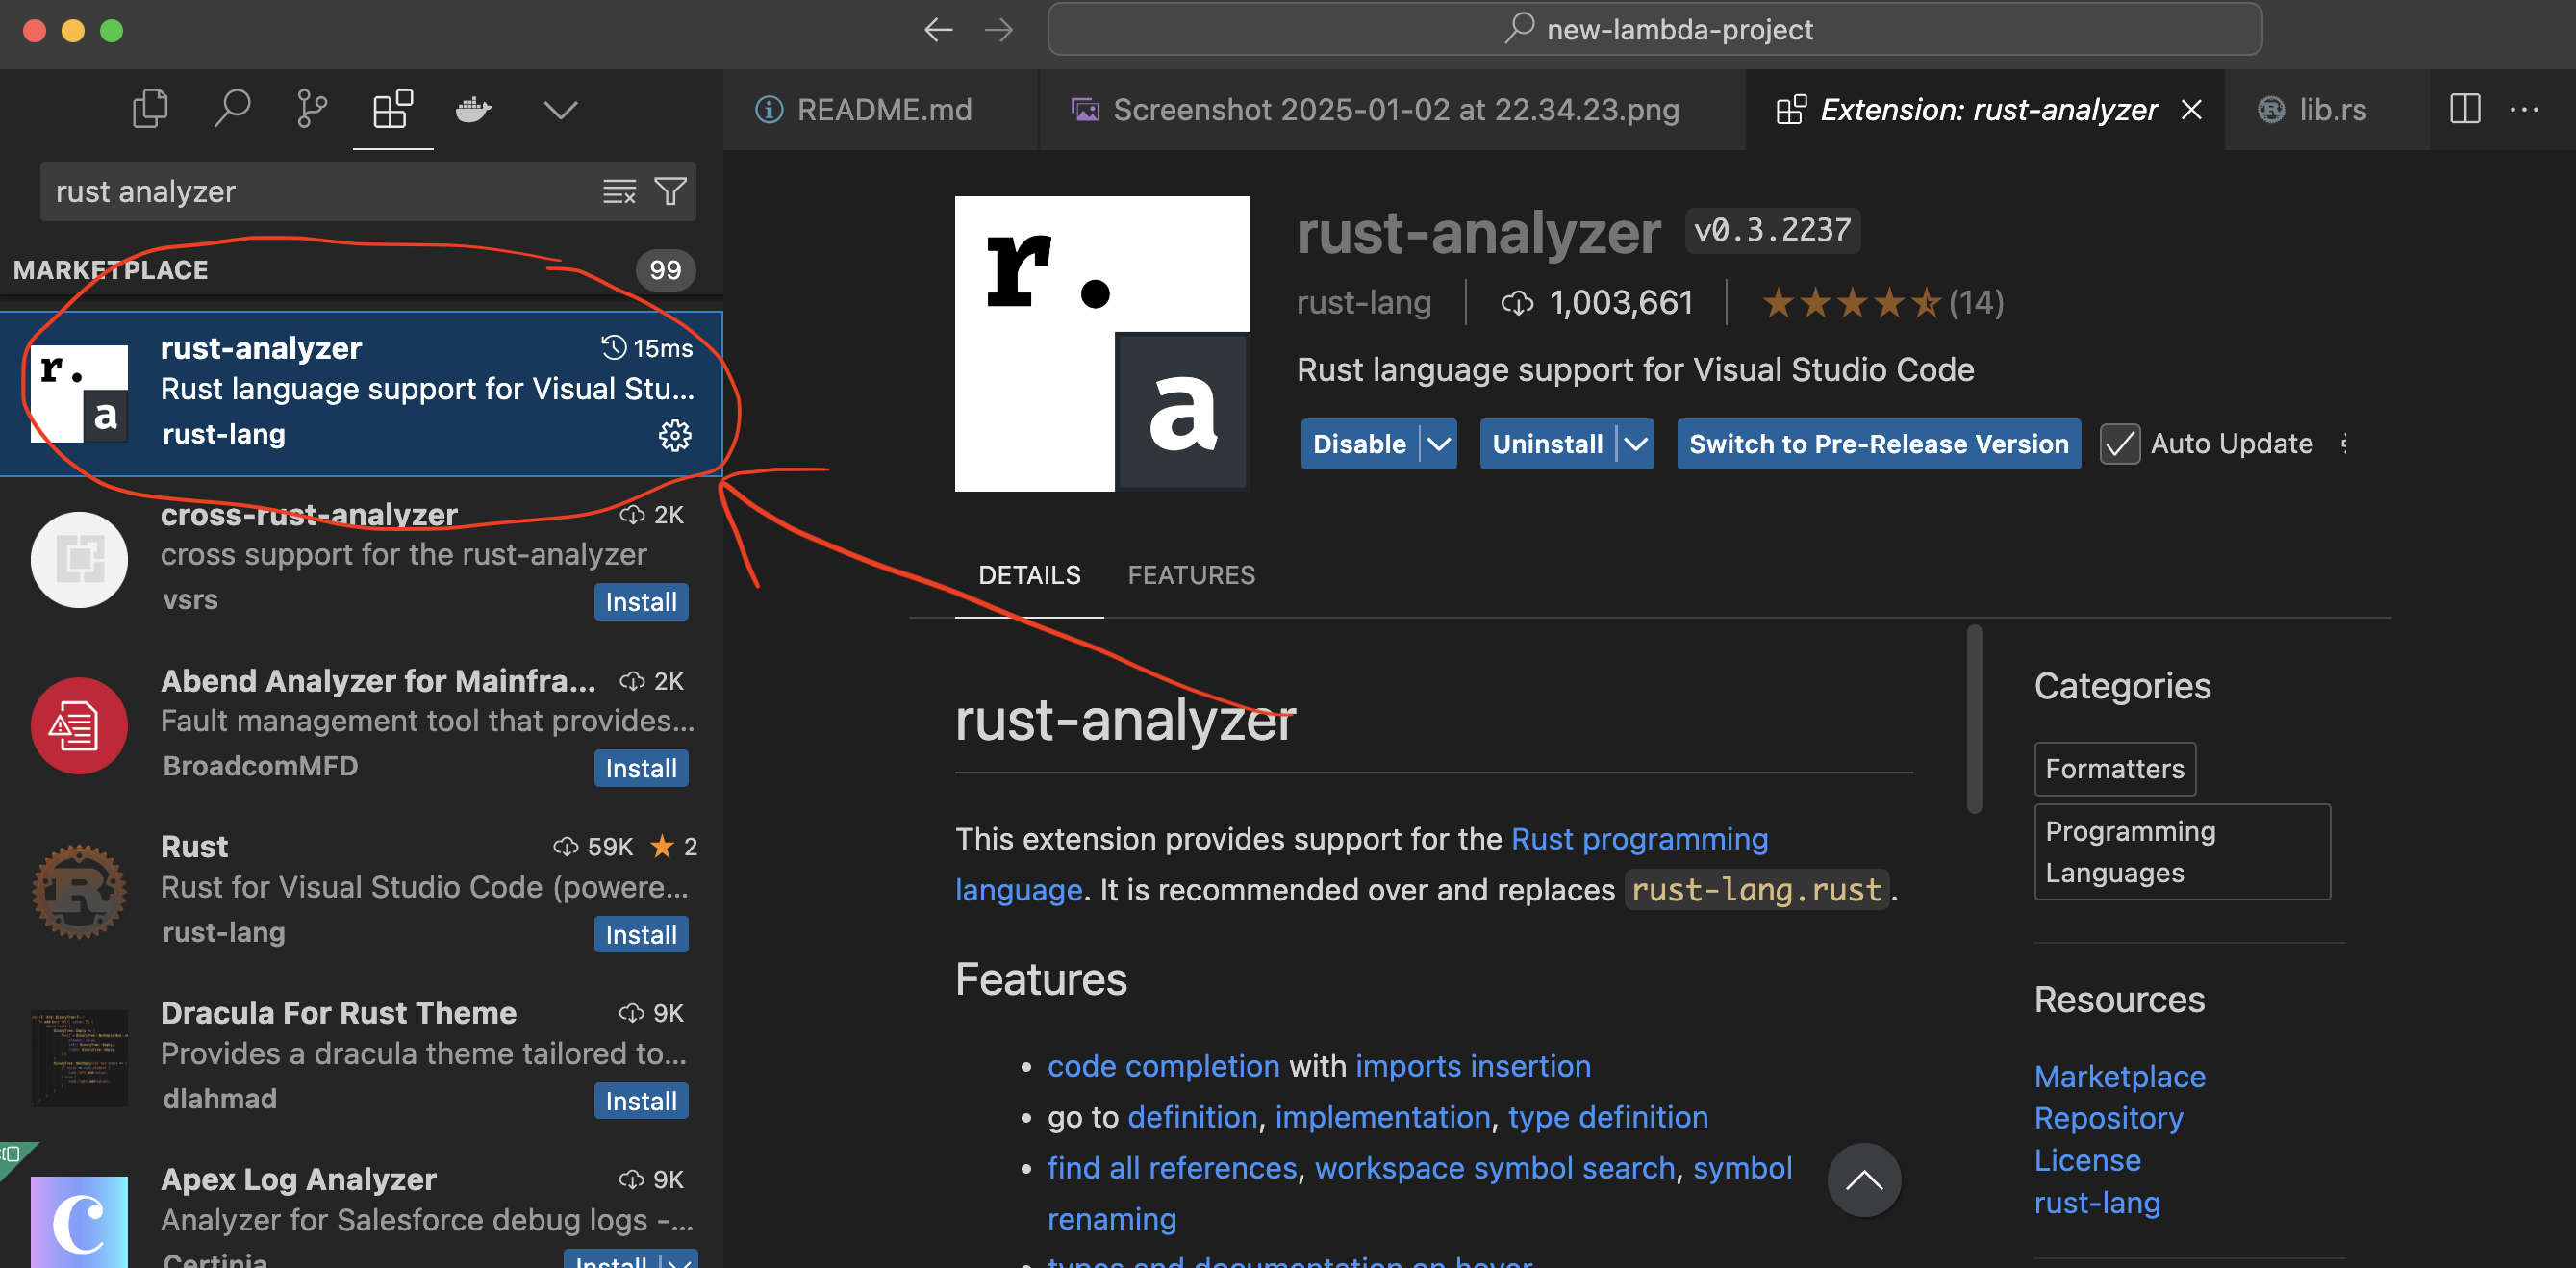 new-lambda-project
README.md
Screenshot 2025-01-02 at 22.34.23.png
Extension: rust-analyzer
lib.rs
rust analyzer
MARKETPLACE
99
rust-analyzer
15ms
Rust language support for Visual Stu...
rust-lang
cross-rust-analyzer
2K
cross support for the rust-analyzer
vsrs
Install
Abend Analyzer for Mainfra...
2K
Fault management tool that provides...
BroadcomMFD
Install
Rust
59K
2
Rust for Visual Studio Code (powere...
rust-lang
Install
Dracula For Rust Theme
9K
Provides a dracula theme tailored to...
dlahmad
Install
Apex Log Analyzer
9K
Analyzer for Salesforce debug logs -...
Certinia
Install
r.
a
rust-analyzer
v0.3.2237
rust-lang
1,003,661
(14)
Rust language support for Visual Studio Code
Disable
Uninstall
Switch to Pre-Release Version
Auto Update
DETAILS
FEATURES
rust-analyzer
This extension provides support for the Rust programming
language. It is recommended over and replaces rust-lang.rust.
Features
• code completion with imports insertion
• go to definition, implementation, type definition
• find all references, workspace symbol search, symbol
renaming
• types and documentation on hover
Categories
Formatters
Programming
Languages
Resources
Marketplace
Repository
License
rust-lang